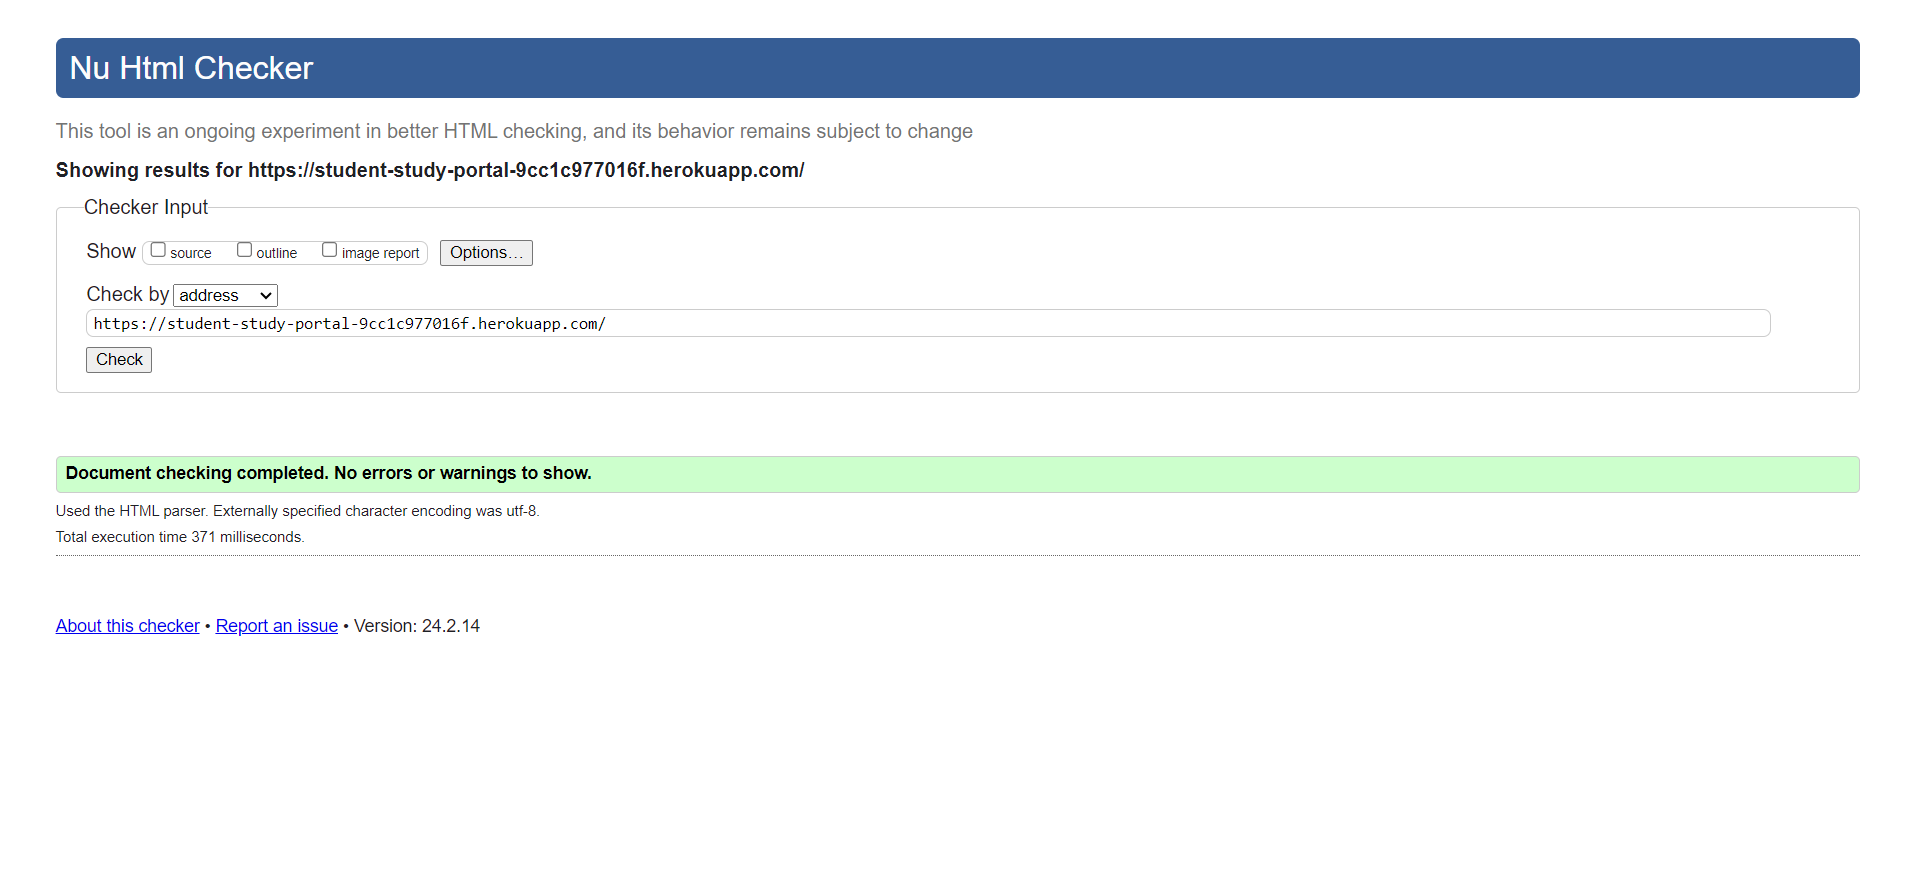 Nu Html Checker
This tool is an ongoing experiment in better HTML checking, and its behavior remains subject to change
Showing results for https://student-study-portal-9cc1c977016f.herokuapp.com/
Checker Input
Show source outline image report Options...
Check by address
https://student-study-portal-9cc1c977016f.herokuapp.com/
Check
Document checking completed. No errors or warnings to show.
Used the HTML parser. Externally specified character encoding was utf-8.
Total execution time 371 milliseconds.
About this checker • Report an issue • Version: 24.2.14